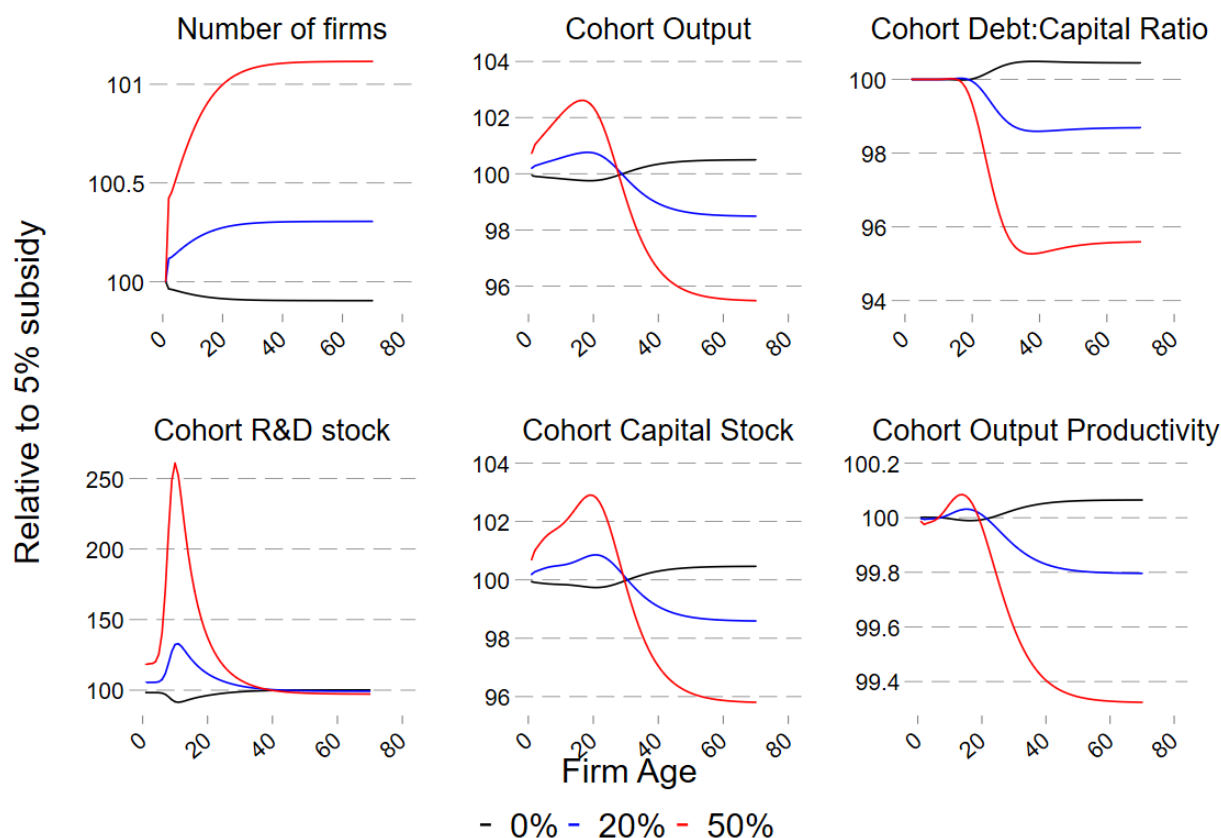 Number of firms
Cohort Output
Cohort Debt:Capital Ratio
101
100.5
100
0 20 40 60 80
104
102
100
98
96
0 20 40 60 80
100
98
96
94
0 20 40 60 80
Relative to 5% subsidy
Cohort R&D stock
Cohort Capital Stock
Cohort Output Productivity
250
200
150
100
0 20 40 60 80
104
102
100
98
96
0 20 40 60 80
100.2
100
99.8
99.6
99.4
0 20 40 60 80
Firm Age
0% 20% 50%